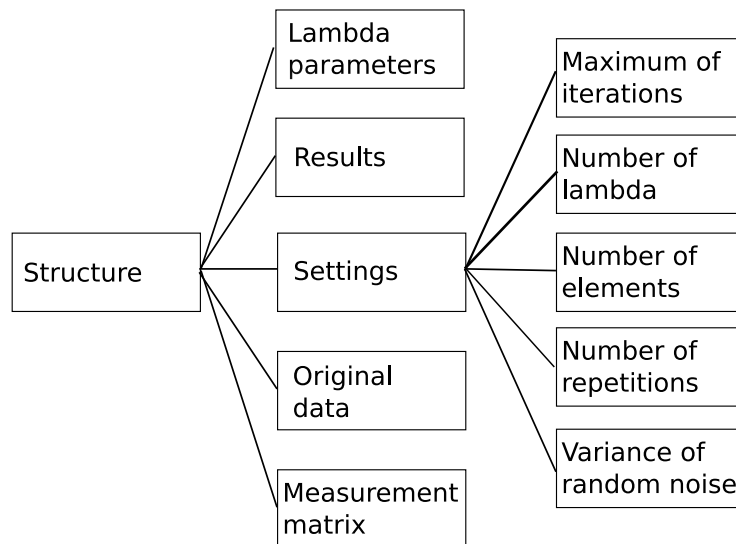 Structure
Lambda
parameters
Results
Settings
Original
data
Measurement
matrix
Maximum of
iterations
Number of
lambda
Number of
elements
Number of
repetitions
Variance of
random noise